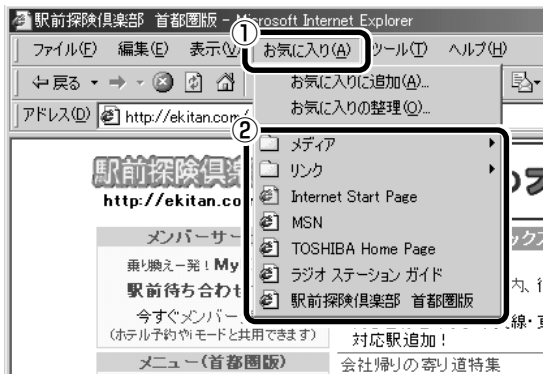 駅前探険倶楽部 首都圏版 - Microsoft Internet Explorer
①
ファイル(F) 編集(E) 表示(V) お気に入り(A) ツール(T) ヘルプ(H)
戻る
お気に入りに追加(A)...
お気に入りの整理(O)...
アドレス(D) http://ekitan.com/
②
メディア
リンク
Internet Start Page
MSN
TOSHIBA Home Page
ラジオ ステーション ガイド
駅前探険倶楽部 首都圏版
駅前探険倶
http://ekitan.co
メンバーサー
乗り換え一発！My
駅前待ち合わせ
今すぐメンバー
(ホテル予約やiモードと共用できます)
対応駅追加！
メニュー(首都圏版)
会社帰りの寄り道特集